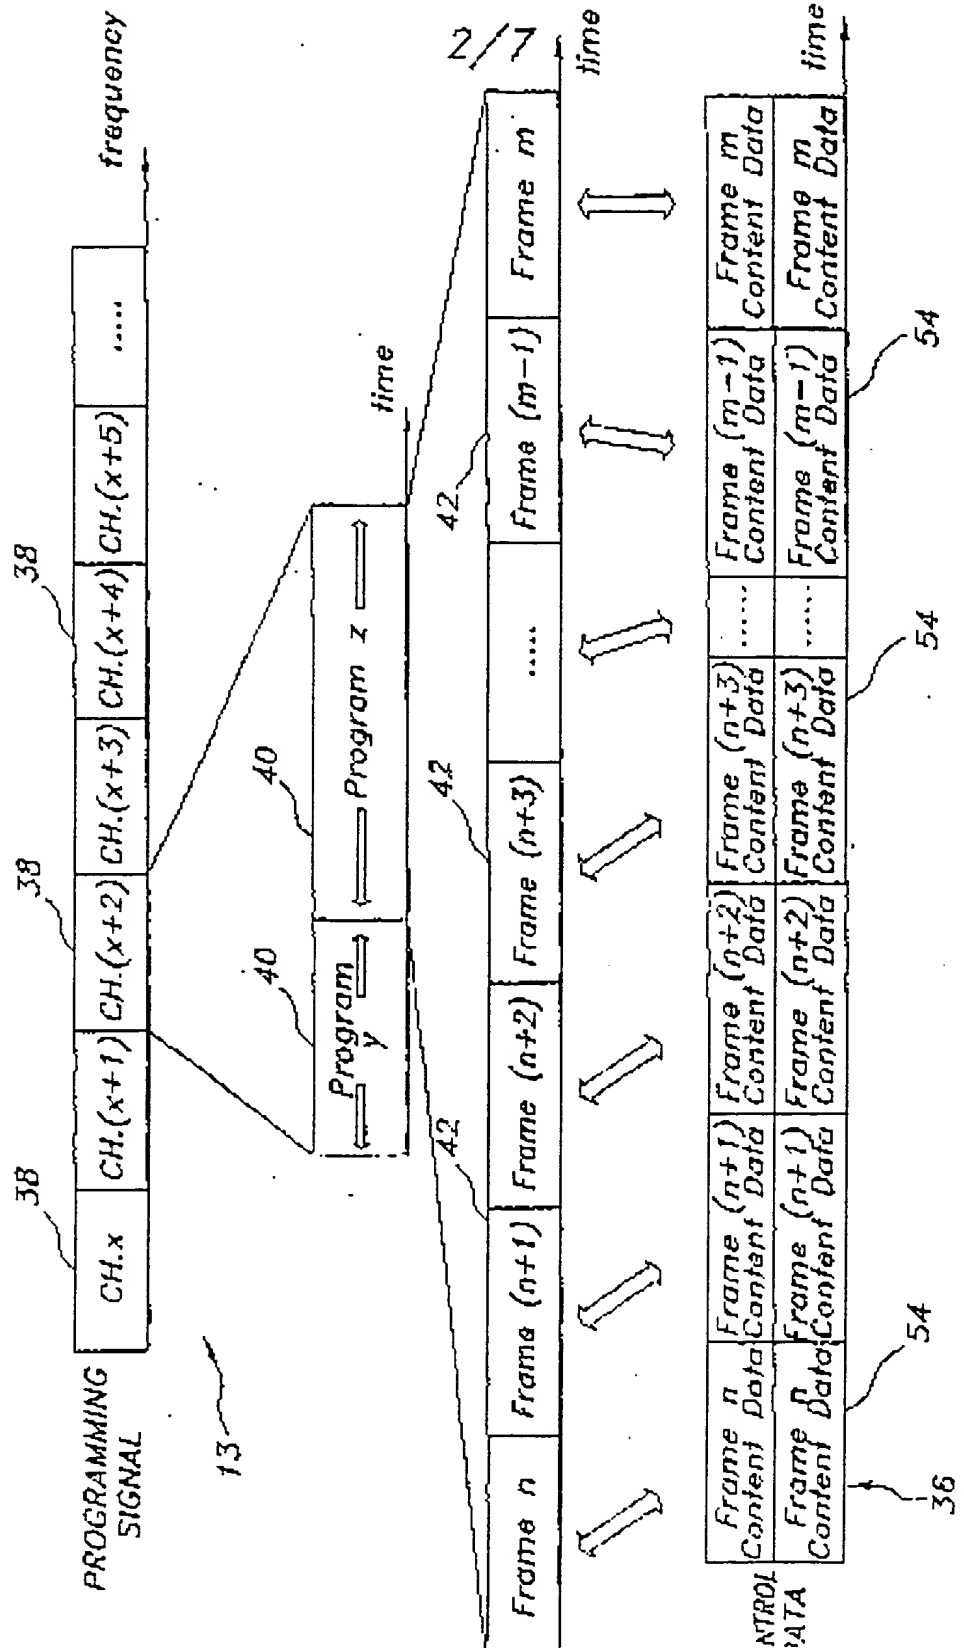 2/7
38
38
38
PROGRAMMING
SIGNAL
CH.x
CH.(x+1)
CH.(x+2)
CH.(x+3)
CH.(x+4)
CH.(x+5)
.....
frequency
13
40
40
Program
y
Program z
time
42
42
42
Frame n
Frame (n+1)
Frame (n+2)
Frame (n+3)
.....
Frame (m-1)
Frame m
time
NTROL
DATA
Frame n
Content Data
Frame (n+1)
Content Data
Frame (n+2)
Content Data
Frame (n+3)
Content Data
......
Frame (m-1)
Content Data
Frame m
Content Data
Frame n
Content Data
Frame (n+1)
Content Data
Frame (n+2)
Content Data
Frame (n+3)
Content Data
......
Frame (m-1)
Content Data
Frame m
Content Data
time
36
54
54
54